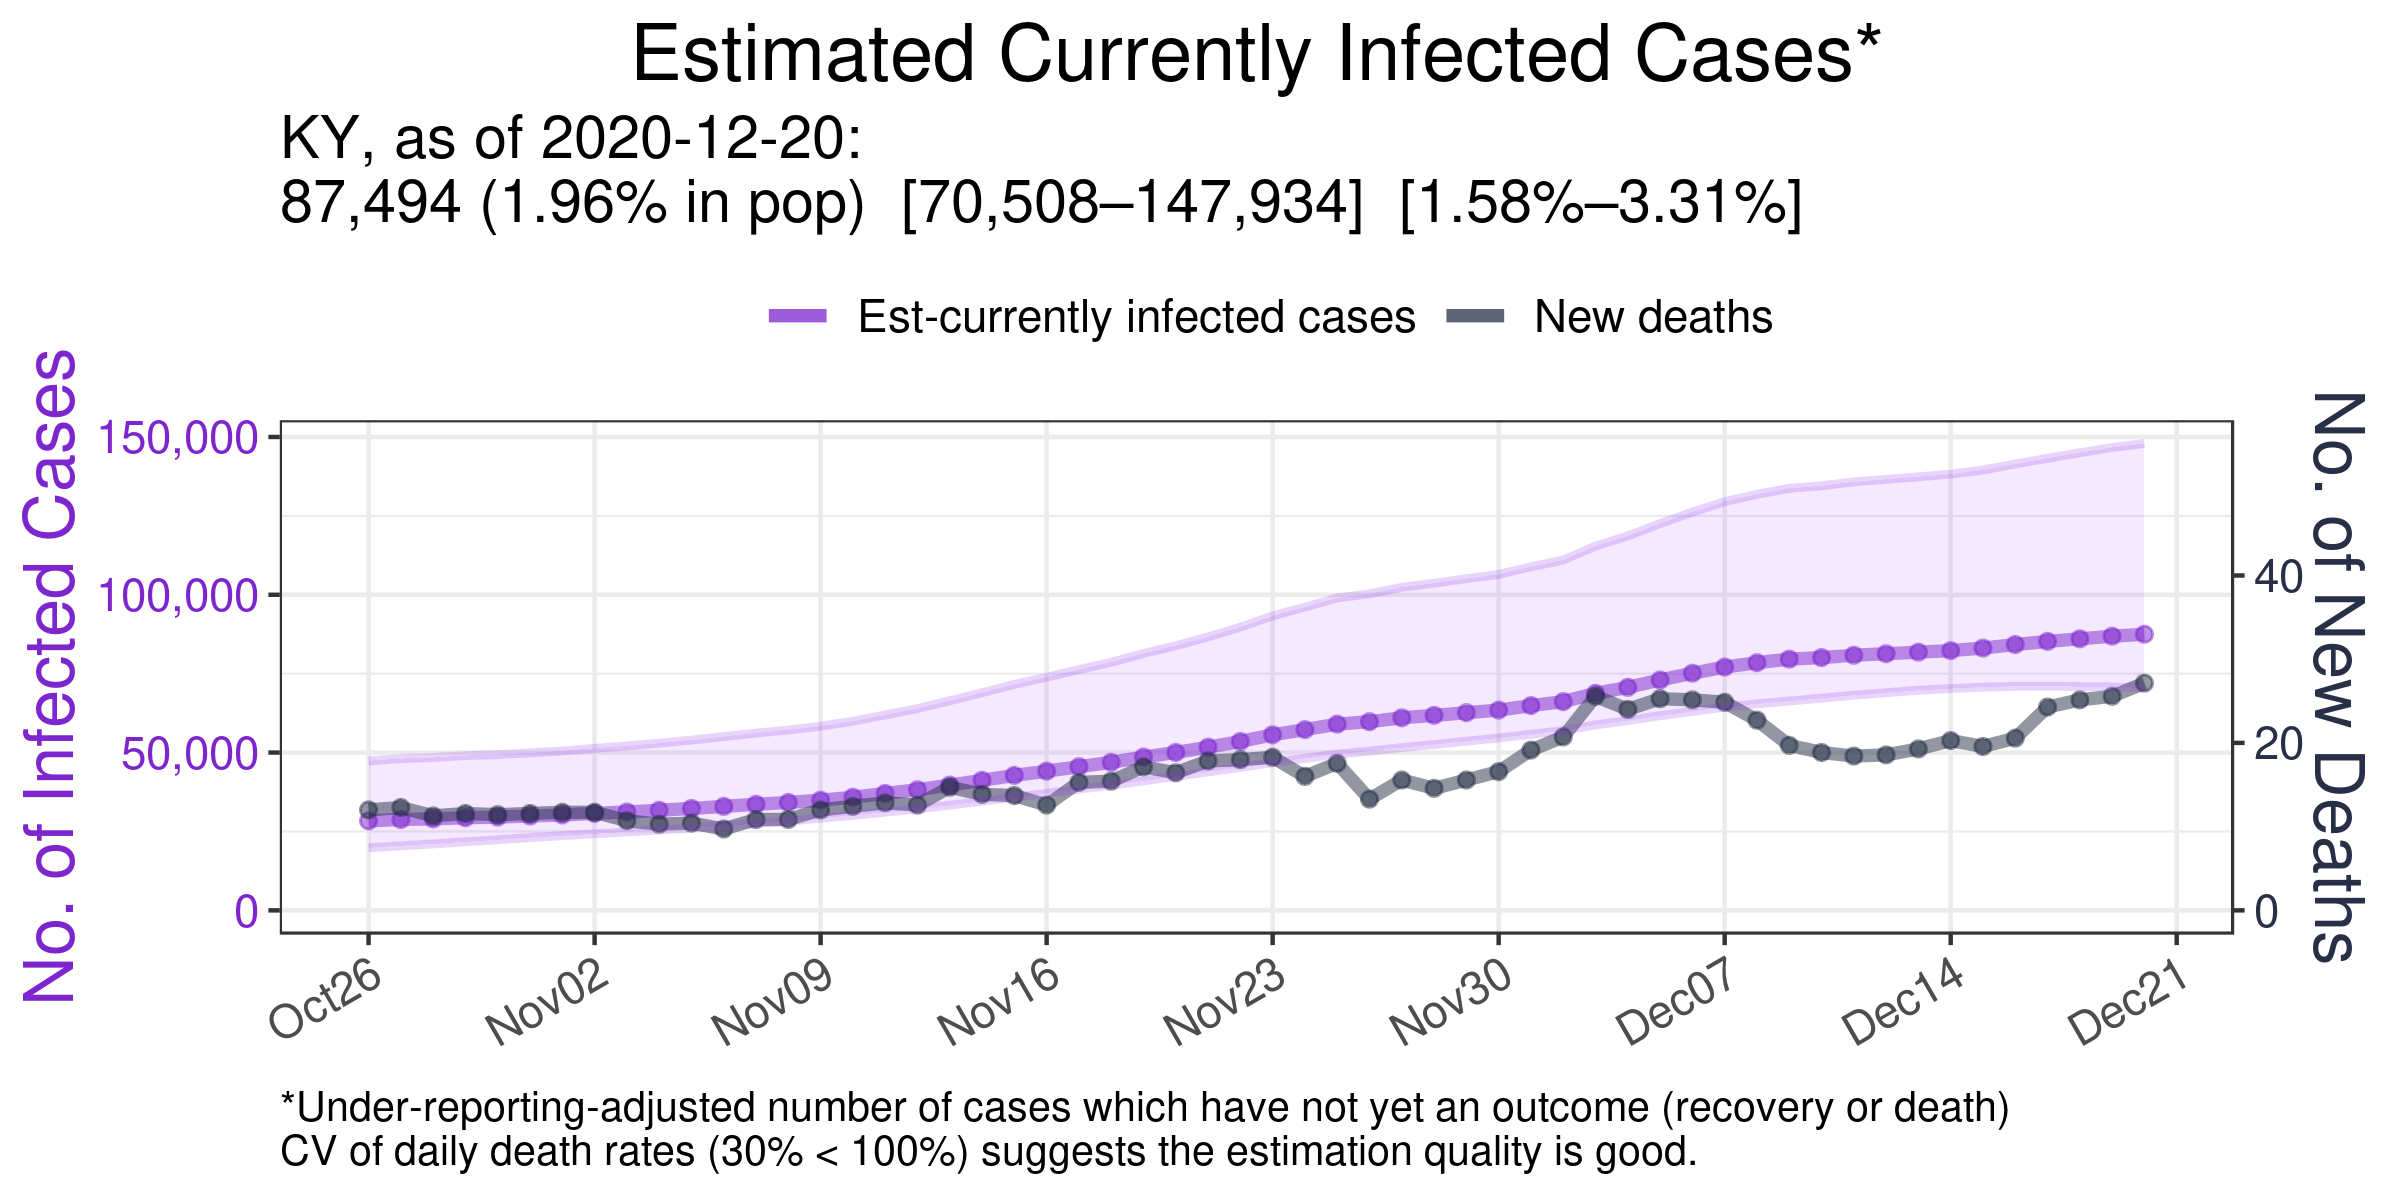 Estimated Currently Infected Cases*
KY, as of 2020-12-20:
87,494 (1.96% in pop)  [70,508–147,934]  [1.58%–3.31%]
Est-currently infected cases
New deaths
No. of Infected Cases
150,000
100,000
50,000
0
No. of New Deaths
40
20
0
Oct26
Nov02
Nov09
Nov16
Nov23
Nov30
Dec07
Dec14
Dec21
*Under-reporting-adjusted number of cases which have not yet an outcome (recovery or death)
CV of daily death rates (30% < 100%) suggests the estimation quality is good.